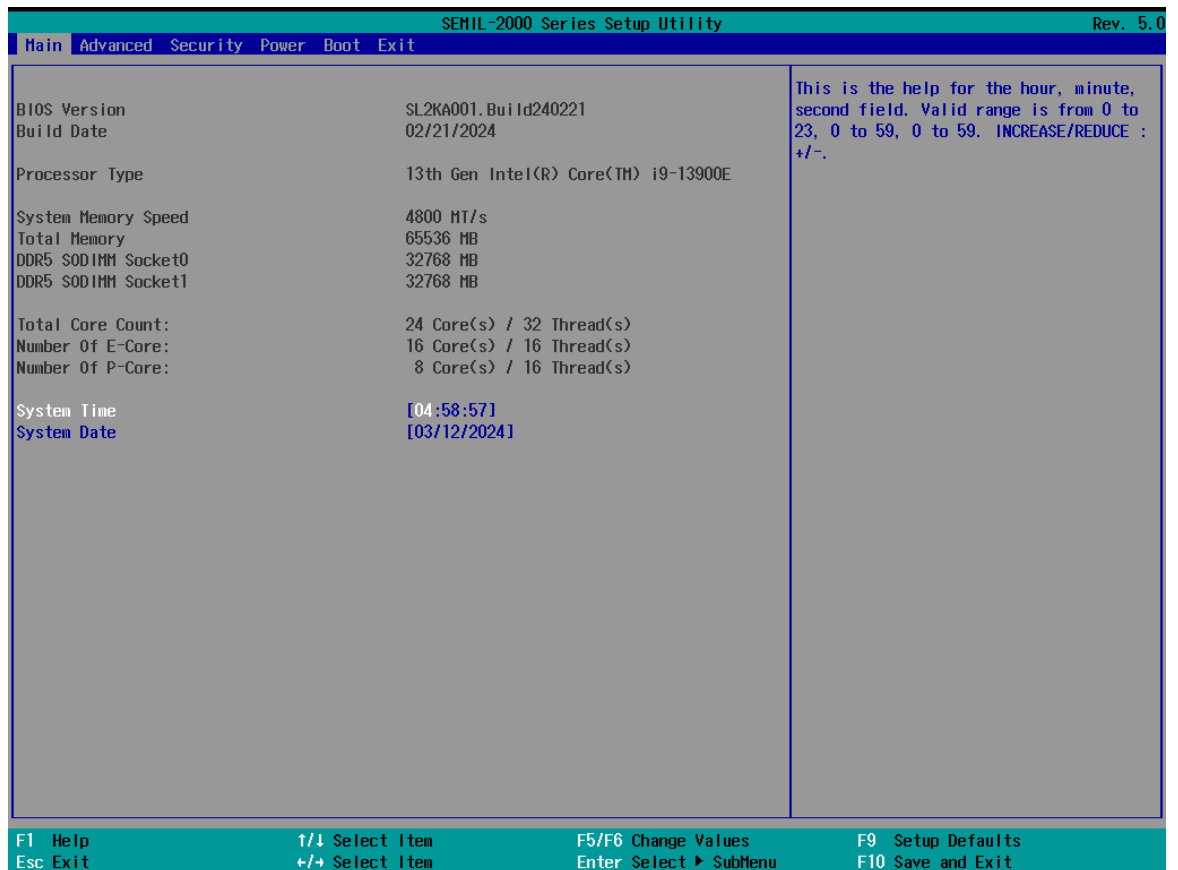 SEMIL-2000 Series Setup Utility Rev. 5.0
Main Advanced Security Power Boot Exit
BIOS Version SL2KA001.Build240221
Build Date 02/21/2024
Processor Type 13th Gen Intel(R) Core(TM) i9-13900E
System Memory Speed 4800 MT/s
Total Memory 65536 MB
DDR5 SODIMM Socket0 32768 MB
DDR5 SODIMM Socket1 32768 MB
Total Core Count: 24 Core(s) / 32 Thread(s)
Number Of E-Core: 16 Core(s) / 16 Thread(s)
Number Of P-Core: 8 Core(s) / 16 Thread(s)
System Time [04:58:57]
System Date [03/12/2024]
This is the help for the hour, minute,
second field. Valid range is from 0 to
23, 0 to 59, 0 to 59. INCREASE/REDUCE :
+/-.
F1 Help ↑/↓ Select Item F5/F6 Change Values F9 Setup Defaults
Esc Exit ←/→ Select Item Enter Select ▶ SubMenu F10 Save and Exit